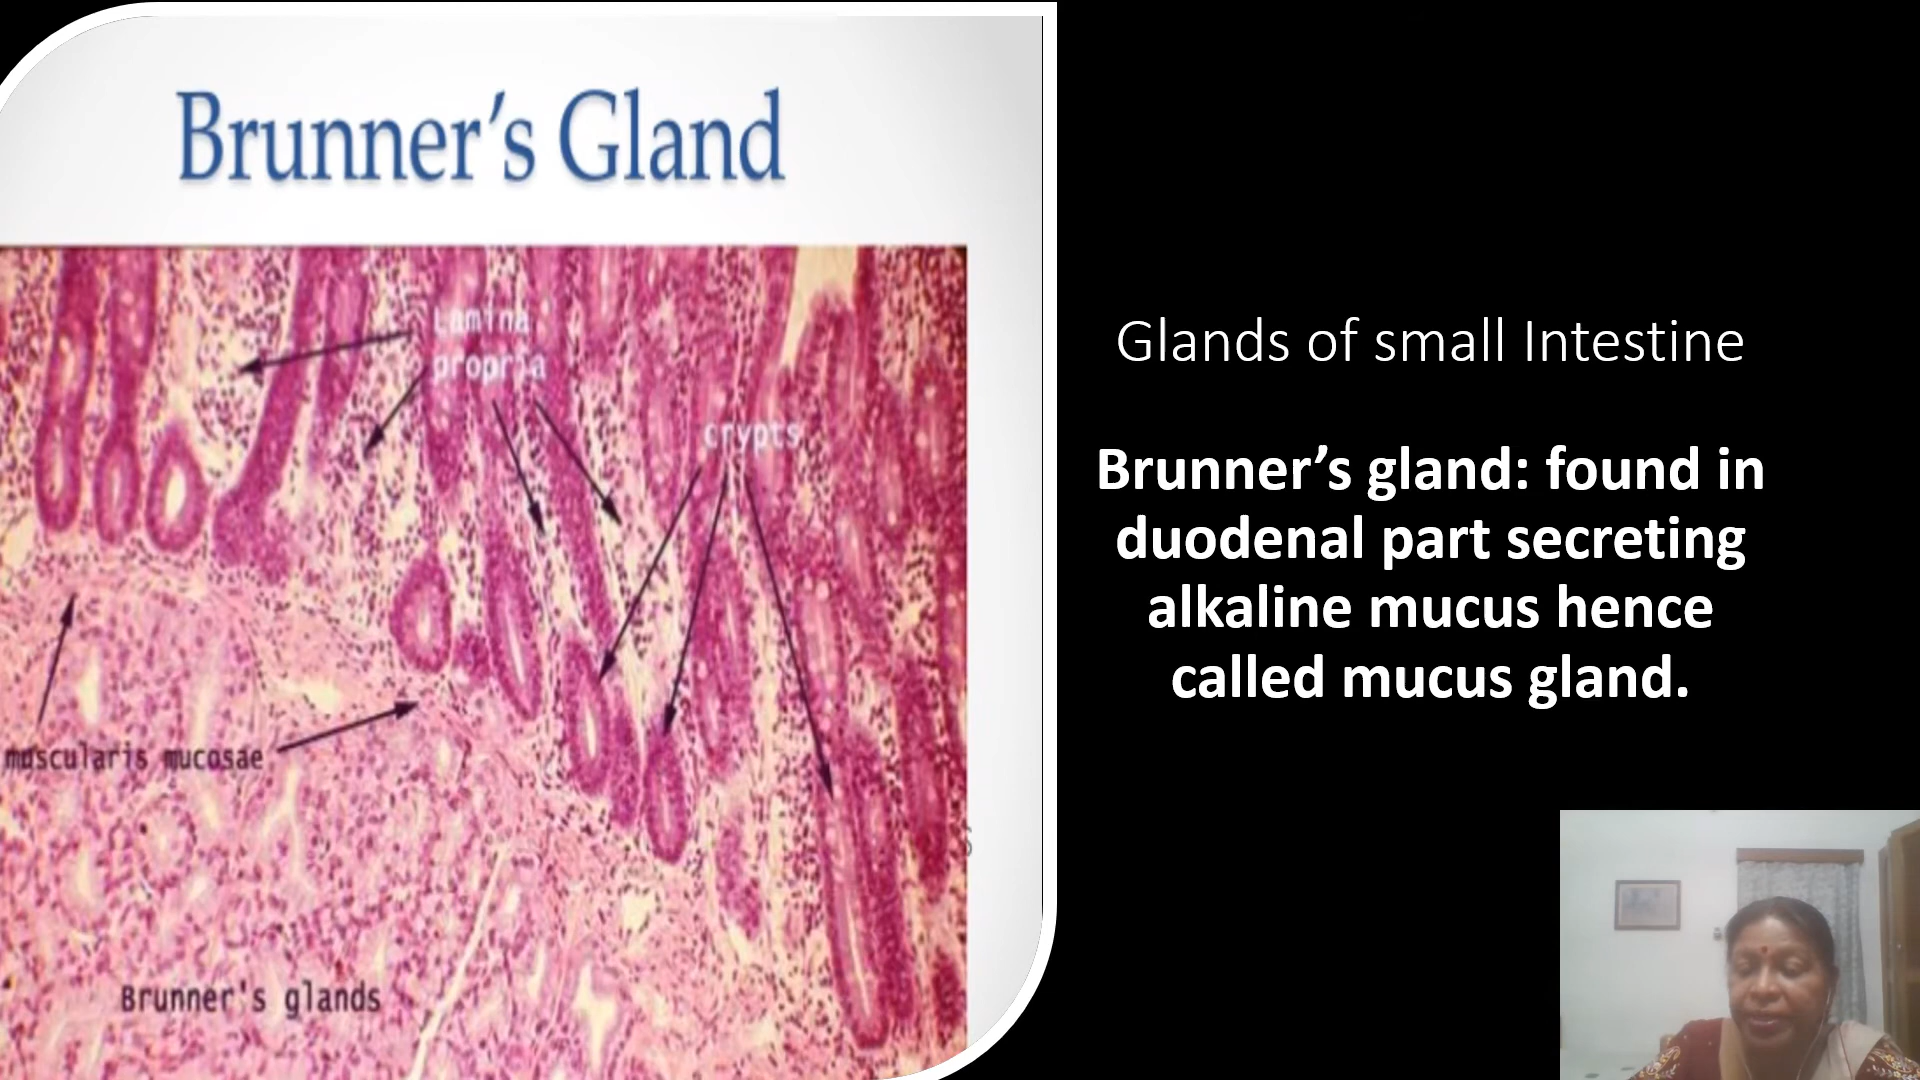 Brunner’s Gland
Lamina
propria
crypts
muscularis mucosae
Brunner's glands
Glands of small Intestine
Brunner’s gland: found in
duodenal part secreting
alkaline mucus hence
called mucus gland.